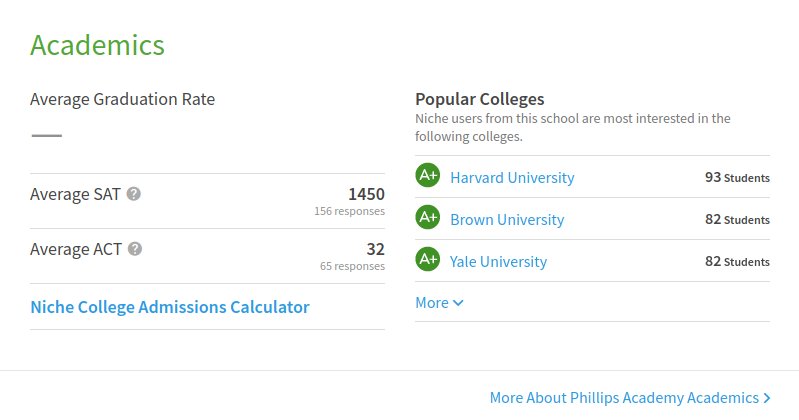 Academics
Average Graduation Rate
—
Average SAT ?
1450
156 responses
Average ACT ?
32
65 responses
Niche College Admissions Calculator
Popular Colleges
Niche users from this school are most interested in the
following colleges.
A+ Harvard University 93 Students
A+ Brown University 82 Students
A+ Yale University 82 Students
More
More About Phillips Academy Academics